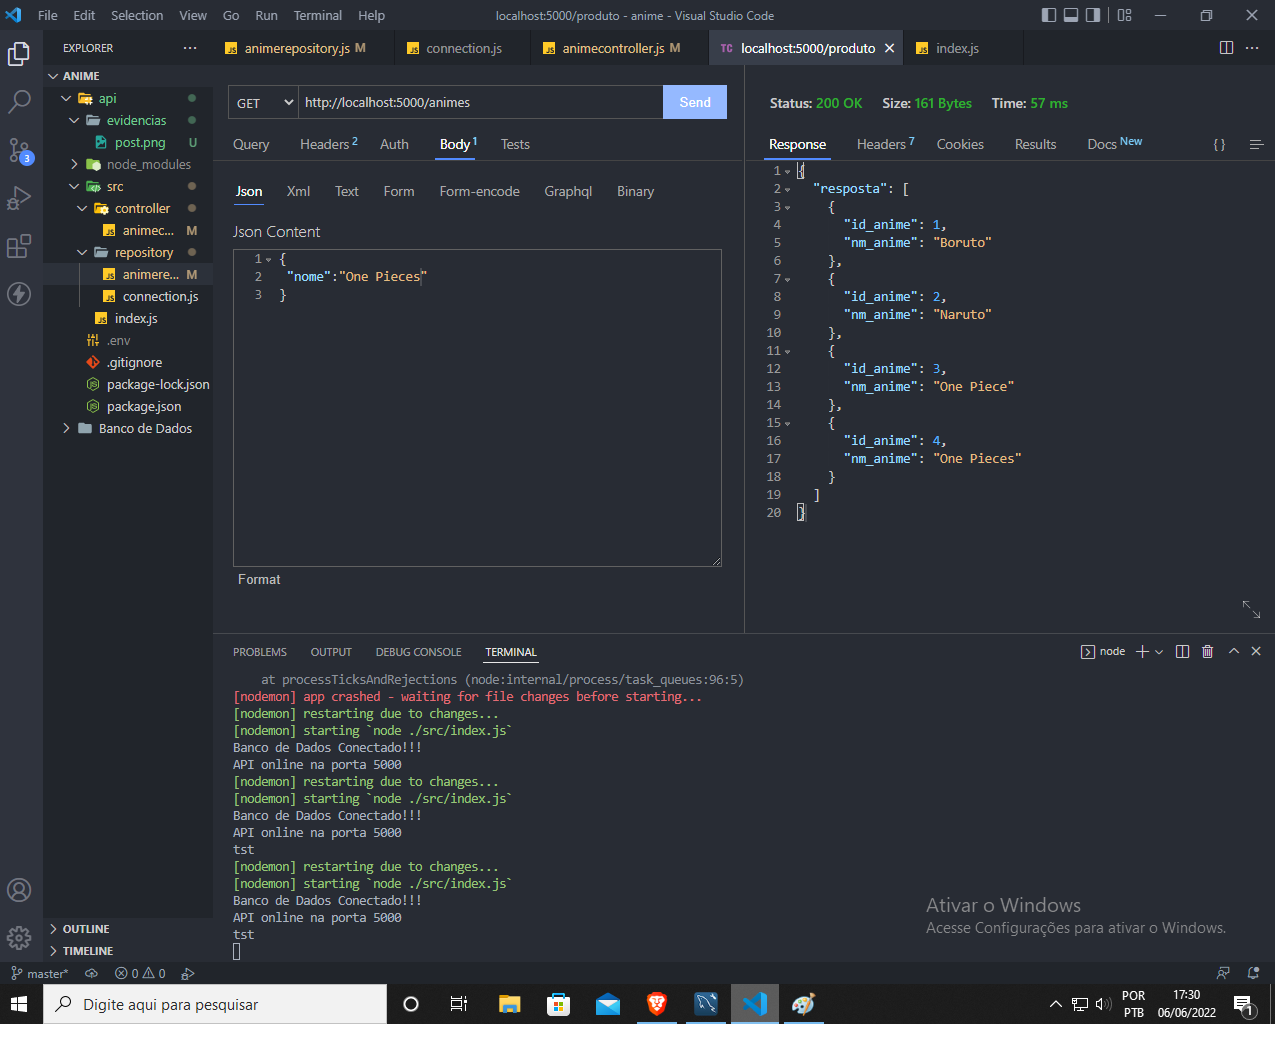 File Edit Selection View Go Run Terminal Help localhost:5000/produto - anime - Visual Studio Code
EXPLORER ...
animerepository.js M connection.js animecontroller.js M TC localhost:5000/produto index.js
ANIME
api
evidencias
post.png U
node_modules
src
controller
animec... M
repository
animere... M
connection.js
index.js
.env
.gitignore
package-lock.json
package.json
Banco de Dados
OUTLINE
TIMELINE
3
GET http://localhost:5000/animes Send
Query Headers 2 Auth Body 1 Tests
Json Xml Text Form Form-encode Graphql Binary
Json Content
1 {
2 "nome":"One Pieces"
3 }
Format
Status: 200 OK Size: 161 Bytes Time: 57 ms
Response Headers 7 Cookies Results Docs New {}
1 {
2 "resposta": [
3 {
4 "id_anime": 1,
5 "nm_anime": "Boruto"
6 },
7 {
8 "id_anime": 2,
9 "nm_anime": "Naruto"
10 },
11 {
12 "id_anime": 3,
13 "nm_anime": "One Piece"
14 },
15 {
16 "id_anime": 4,
17 "nm_anime": "One Pieces"
18 }
19 ]
20 }
PROBLEMS OUTPUT DEBUG CONSOLE TERMINAL node
at processTicksAndRejections (node:internal/process/task_queues:96:5)
[nodemon] app crashed - waiting for file changes before starting...
[nodemon] restarting due to changes...
[nodemon] starting `node ./src/index.js`
Banco de Dados Conectado!!!
API online na porta 5000
[nodemon] restarting due to changes...
[nodemon] starting `node ./src/index.js`
Banco de Dados Conectado!!!
API online na porta 5000
tst
[nodemon] restarting due to changes...
[nodemon] starting `node ./src/index.js`
Banco de Dados Conectado!!!
API online na porta 5000
tst
Ativar o Windows
Acesse Configurações para ativar o Windows.
master* 0 0
Digite aqui para pesquisar
POR
PTB
17:30
06/06/2022
1